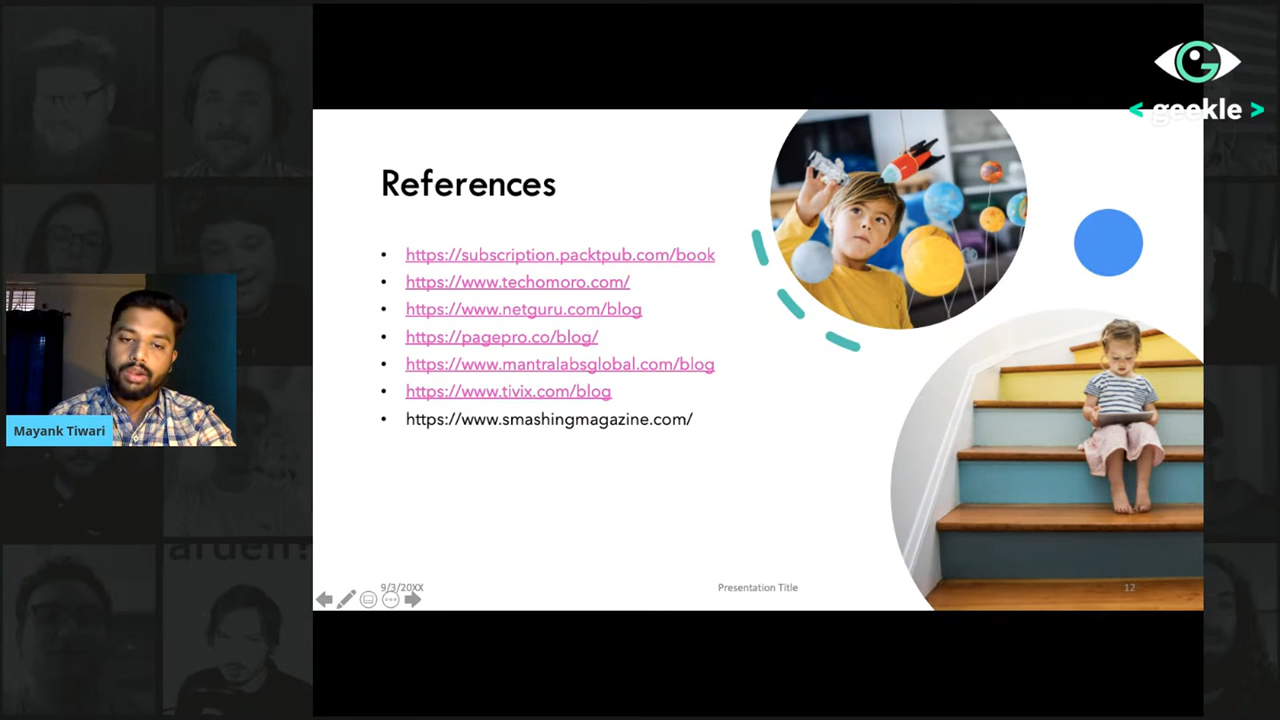 G
< geekle >
References
• https://subscription.packtpub.com/book
• https://www.techomoro.com/
• https://www.netguru.com/blog
• https://pagepro.co/blog/
• https://www.mantralabsglobal.com/blog
• https://www.tivix.com/blog
• https://www.smashingmagazine.com/
Mayank Tiwari
9/3/20XX
Presentation Title
12